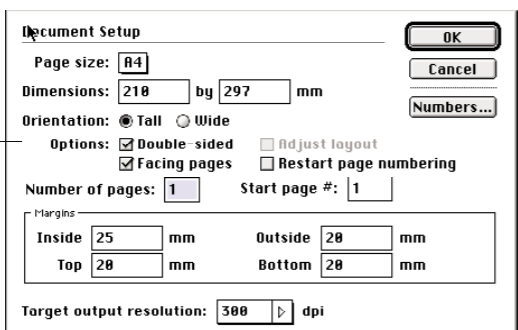 Document Setup
OK
Page size: A4
Cancel
Dimensions: 210 by 297 mm
Numbers...
Orientation: Tall Wide
Options: Double-sided Adjust layout
Facing pages Restart page numbering
Number of pages: 1 Start page #: 1
Margins
Inside 25 mm Outside 20 mm
Top 20 mm Bottom 20 mm
Target output resolution: 300 dpi